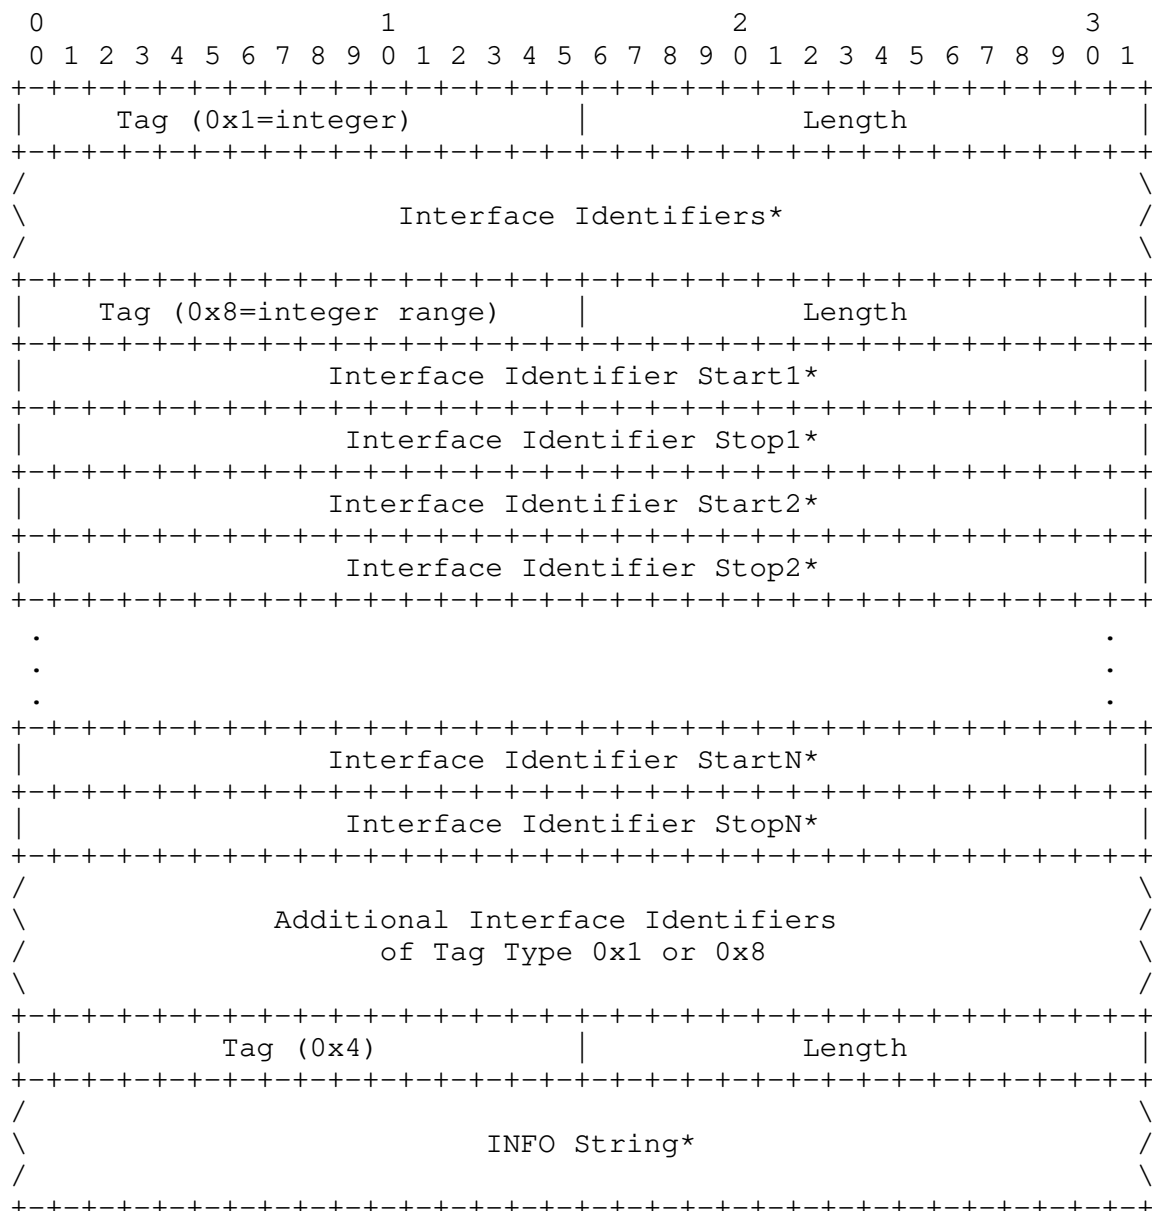 0                   1                   2                   3
 0 1 2 3 4 5 6 7 8 9 0 1 2 3 4 5 6 7 8 9 0 1 2 3 4 5 6 7 8 9 0 1
+-+-+-+-+-+-+-+-+-+-+-+-+-+-+-+-+-+-+-+-+-+-+-+-+-+-+-+-+-+-+-+-+
|     Tag (0x1=integer)         |            Length             |
+-+-+-+-+-+-+-+-+-+-+-+-+-+-+-+-+-+-+-+-+-+-+-+-+-+-+-+-+-+-+-+-+
/                                                               \
\                     Interface Identifiers*                    /
/                                                               \
+-+-+-+-+-+-+-+-+-+-+-+-+-+-+-+-+-+-+-+-+-+-+-+-+-+-+-+-+-+-+-+-+
|    Tag (0x8=integer range)    |            Length             |
+-+-+-+-+-+-+-+-+-+-+-+-+-+-+-+-+-+-+-+-+-+-+-+-+-+-+-+-+-+-+-+-+
|                 Interface Identifier Start1*                  |
+-+-+-+-+-+-+-+-+-+-+-+-+-+-+-+-+-+-+-+-+-+-+-+-+-+-+-+-+-+-+-+-+
|                  Interface Identifier Stop1*                  |
+-+-+-+-+-+-+-+-+-+-+-+-+-+-+-+-+-+-+-+-+-+-+-+-+-+-+-+-+-+-+-+-+
|                 Interface Identifier Start2*                  |
+-+-+-+-+-+-+-+-+-+-+-+-+-+-+-+-+-+-+-+-+-+-+-+-+-+-+-+-+-+-+-+-+
|                  Interface Identifier Stop2*                  |
+-+-+-+-+-+-+-+-+-+-+-+-+-+-+-+-+-+-+-+-+-+-+-+-+-+-+-+-+-+-+-+-+
 .                                                             .
 .                                                             .
 .                                                             .
+-+-+-+-+-+-+-+-+-+-+-+-+-+-+-+-+-+-+-+-+-+-+-+-+-+-+-+-+-+-+-+-+
|                 Interface Identifier StartN*                  |
+-+-+-+-+-+-+-+-+-+-+-+-+-+-+-+-+-+-+-+-+-+-+-+-+-+-+-+-+-+-+-+-+
|                  Interface Identifier StopN*                  |
+-+-+-+-+-+-+-+-+-+-+-+-+-+-+-+-+-+-+-+-+-+-+-+-+-+-+-+-+-+-+-+-+
/                                                               \
\              Additional Interface Identifiers                 /
/                    of Tag Type 0x1 or 0x8                     \
\                                                               /
+-+-+-+-+-+-+-+-+-+-+-+-+-+-+-+-+-+-+-+-+-+-+-+-+-+-+-+-+-+-+-+-+
|           Tag (0x4)           |            Length             |
+-+-+-+-+-+-+-+-+-+-+-+-+-+-+-+-+-+-+-+-+-+-+-+-+-+-+-+-+-+-+-+-+
/                                                               \
\                          INFO String*                         /
/                                                               \
+-+-+-+-+-+-+-+-+-+-+-+-+-+-+-+-+-+-+-+-+-+-+-+-+-+-+-+-+-+-+-+-+